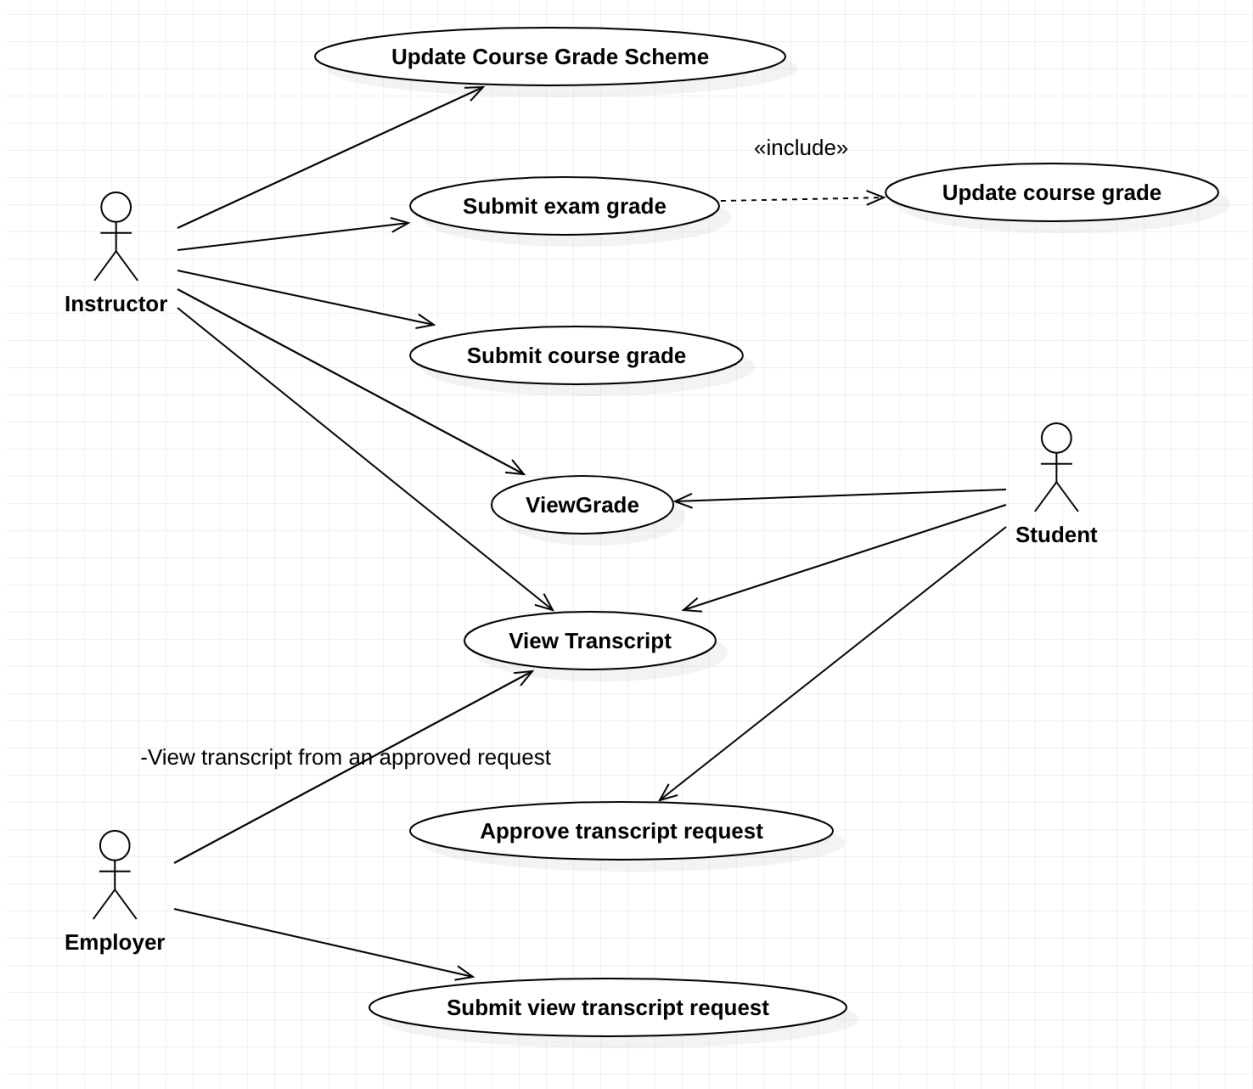 Update Course Grade Scheme
«include»
Update course grade
Submit exam grade
Instructor
Submit course grade
ViewGrade
Student
View Transcript
-View transcript from an approved request
Approve transcript request
Employer
Submit view transcript request